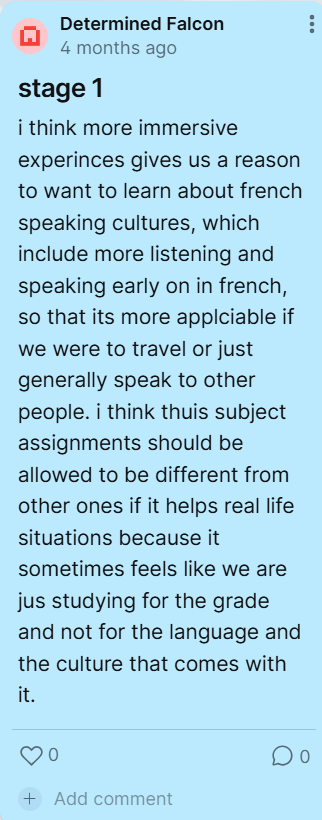 Determined Falcon
4 months ago
stage 1
i think more immersive
experinces gives us a reason
to want to learn about french
speaking cultures, which
include more listening and
speaking early on in french,
so that its more applciable if
we were to travel or just
generally speak to other
people. i think thuis subject
assignments should be
allowed to be different from
other ones if it helps real life
situations because it
sometimes feels like we are
jus studying for the grade
and not for the language and
the culture that comes with
it.
0 0
Add comment